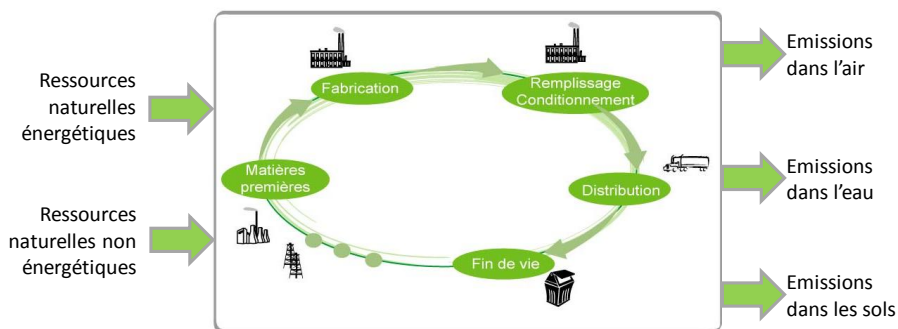 Ressources
naturelles
énergétiques
Ressources
naturelles non
énergétiques
Fabrication
Remplissage
Conditionnement
Matières
premières
Distribution
Fin de vie
Emissions
dans l’air
Emissions
dans l’eau
Emissions
dans les sols